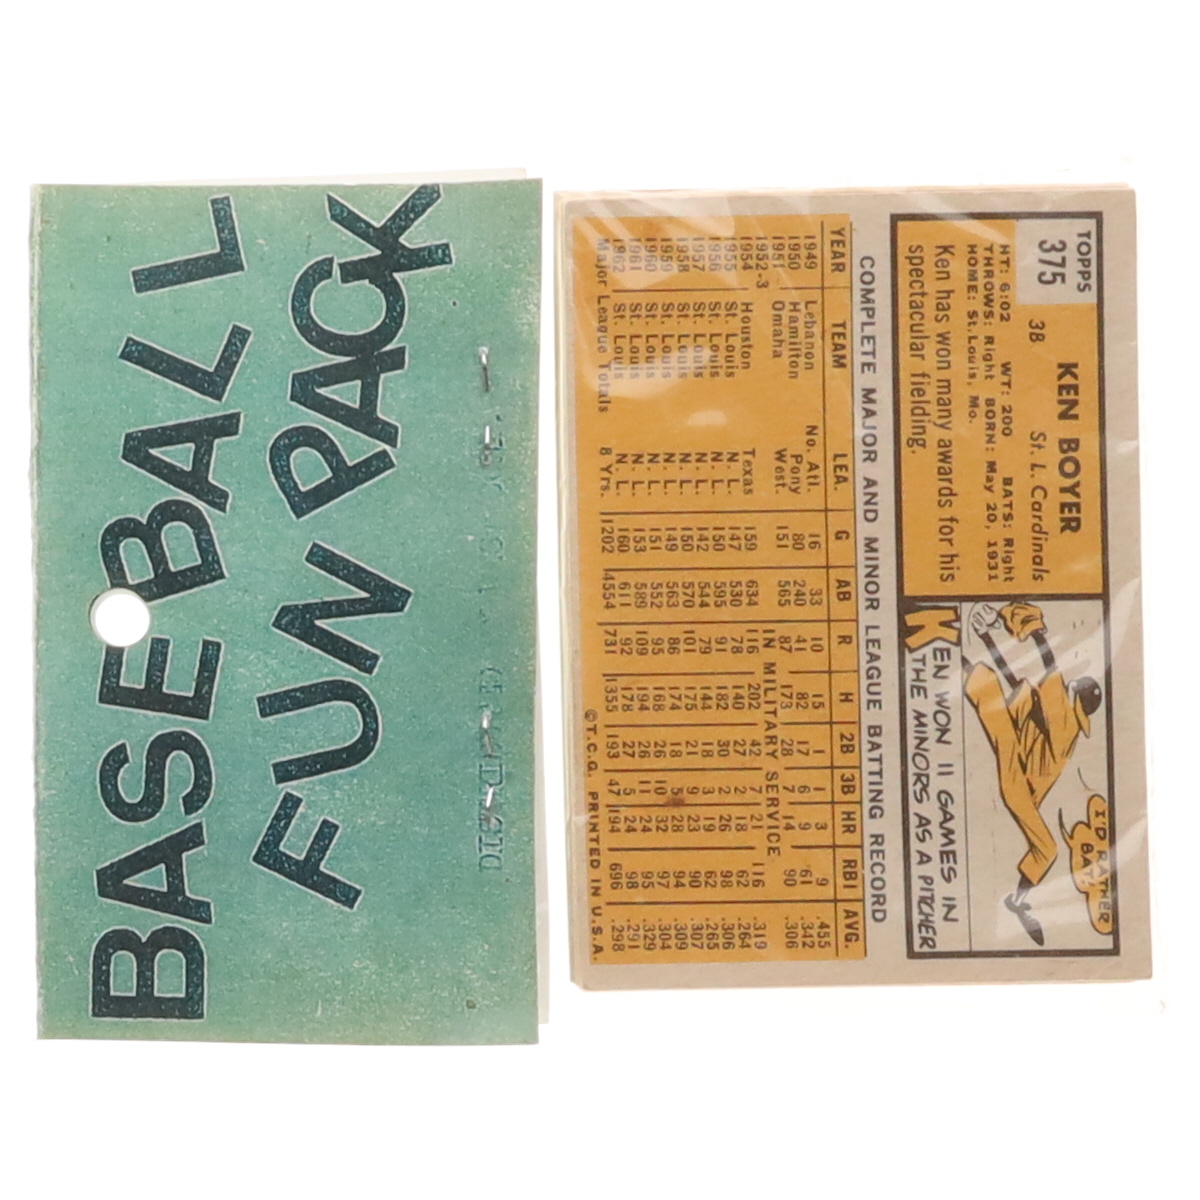 BASEBALL
FUN PACK
TOPPS
375
KEN BOYER
3B St. L. Cardinals
HT: 6:02 WT: 200 BATS: Right
THROWS: Right BORN: May 20, 1931
HOME: St. Louis, Mo.
Ken has won many awards for his
spectacular fielding.
I'D RATHER
BAT!
KEN WON 11 GAMES IN
THE MINORS AS A PITCHER
COMPLETE MAJOR AND MINOR LEAGUE BATTING RECORD
YEAR TEAM LEA. G AB R H 2B 3B HR RBI AVG.
1949 Lebanon No. Atl. 16 33 10 15 1 1 3 9 .455
1950 Hamilton Pony 80 240 41 82 17 6 9 61 .342
1951 Omaha West. 151 565 87 173 28 7 14 90 .306
1952-3 IN MILITARY SERVICE
1954 Houston Texas 159 634 116 202 42 7 21 116 .319
1955 St. Louis N. L. 147 530 78 140 27 2 18 62 .264
1956 St. Louis N. L. 150 595 91 182 30 2 26 98 .306
1957 St. Louis N. L. 142 544 79 144 18 3 19 62 .265
1958 St. Louis N. L. 150 570 101 175 21 9 23 90 .307
1959 St. Louis N. L. 149 563 86 174 18 5 28 94 .309
1960 St. Louis N. L. 151 552 95 168 26 10 32 97 .304
1961 St. Louis N. L. 153 589 109 194 26 11 24 95 .329
1962 St. Louis N. L. 160 611 92 178 27 5 24 98 .291
Major League Totals 8 Yrs. 1202 4554 731 1355 193 47 194 696 .298
© T.C.G. PRINTED IN U.S.A.